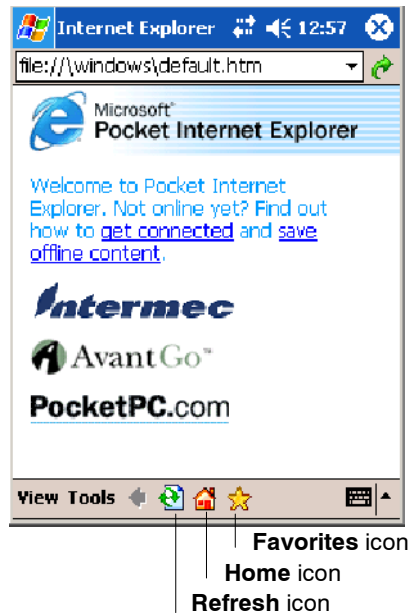 Internet Explorer 12:57
file://\windows\default.htm
Microsoft®
Pocket Internet Explorer
Welcome to Pocket Internet
Explorer. Not online yet? Find out
how to get connected and save
offline content.
Intermec
AvantGo™
PocketPC.com
View Tools
Favorites icon
Home icon
Refresh icon